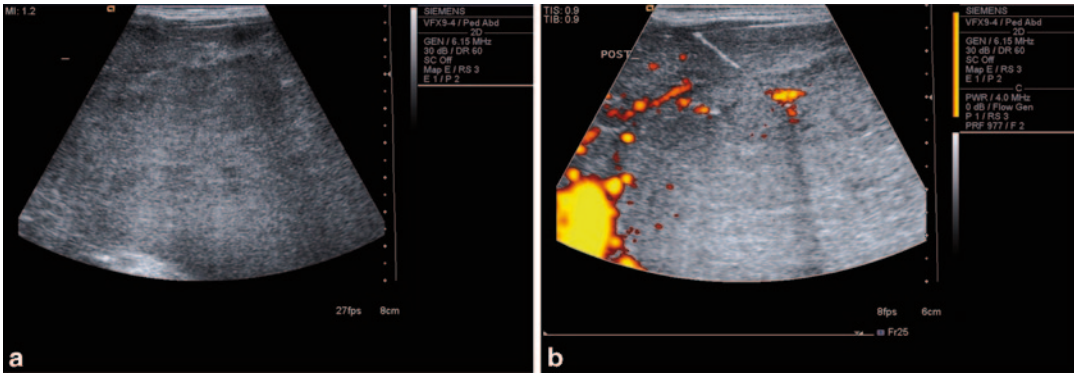 MI: 1.2
SIEMENS
VFX9-4 / Ped Abd
2D
GEN / 6.15 MHz
30 dB / DR 60
SC Off
Map E / RS 3
E 1 / P 2
27fps 8cm
a
TIS: 0.9
TIB: 0.9
POST
SIEMENS
VFX9-4 / Ped Abd
2D
GEN / 6.15 MHz
30 dB / DR 60
SC Off
Map E / RS 3
E 1 / P 2
C
PWR / 4.0 MHz
0 dB / Flow Gen
P 1 / RS 3
PRF 977 / F 2
8fps 6cm
Fr25
b